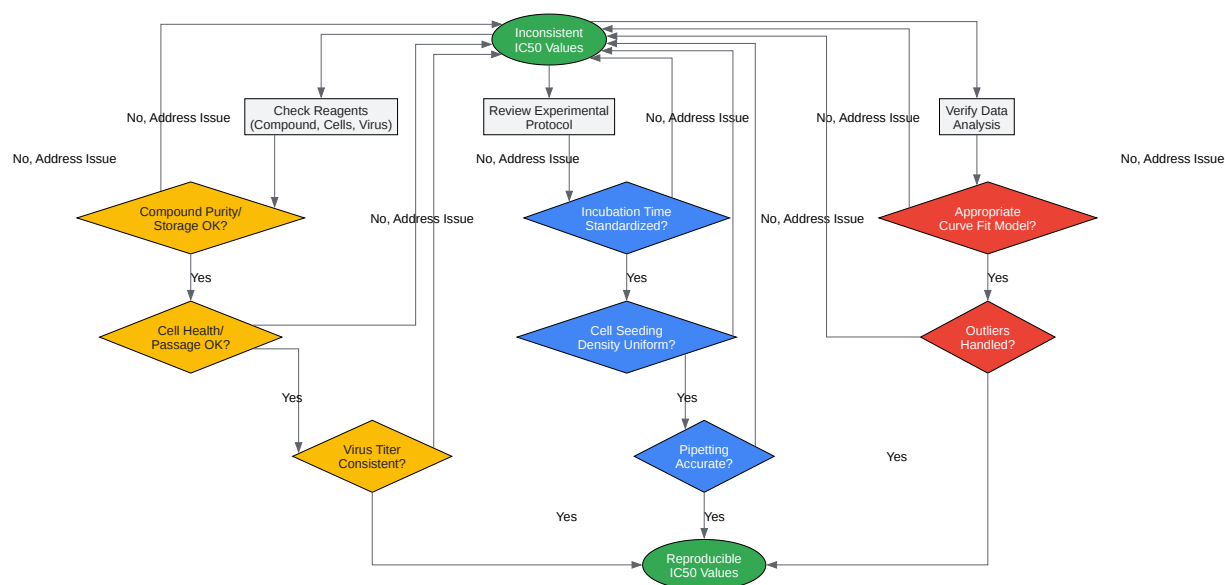 Inconsistent
IC50 Values
No, Address Issue
Check Reagents
(Compound, Cells, Virus)
Review Experimental
Protocol
No, Address Issue
No, Address Issue
Verify Data
Analysis
No, Address Issue
No, Address Issue
No, Address Issue
Compound Purity/
Storage OK?
No, Address Issue
Incubation Time
Standardized?
No, Address Issue
Appropriate
Curve Fit Model?
Yes
Yes
Yes
Cell Health/
Passage OK?
Cell Seeding
Density Uniform?
Outliers
Handled?
Yes
Yes
Virus Titer
Consistent?
Pipetting
Accurate?
Yes
Yes
Yes
Reproducible
IC50 Values